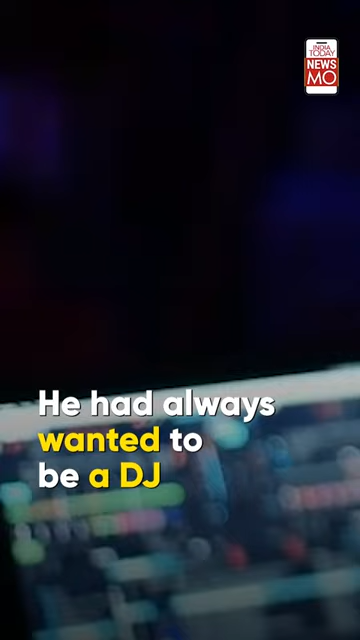 INDIA
TODAY
NEWS
MO
He had always
wanted to
be a DJ